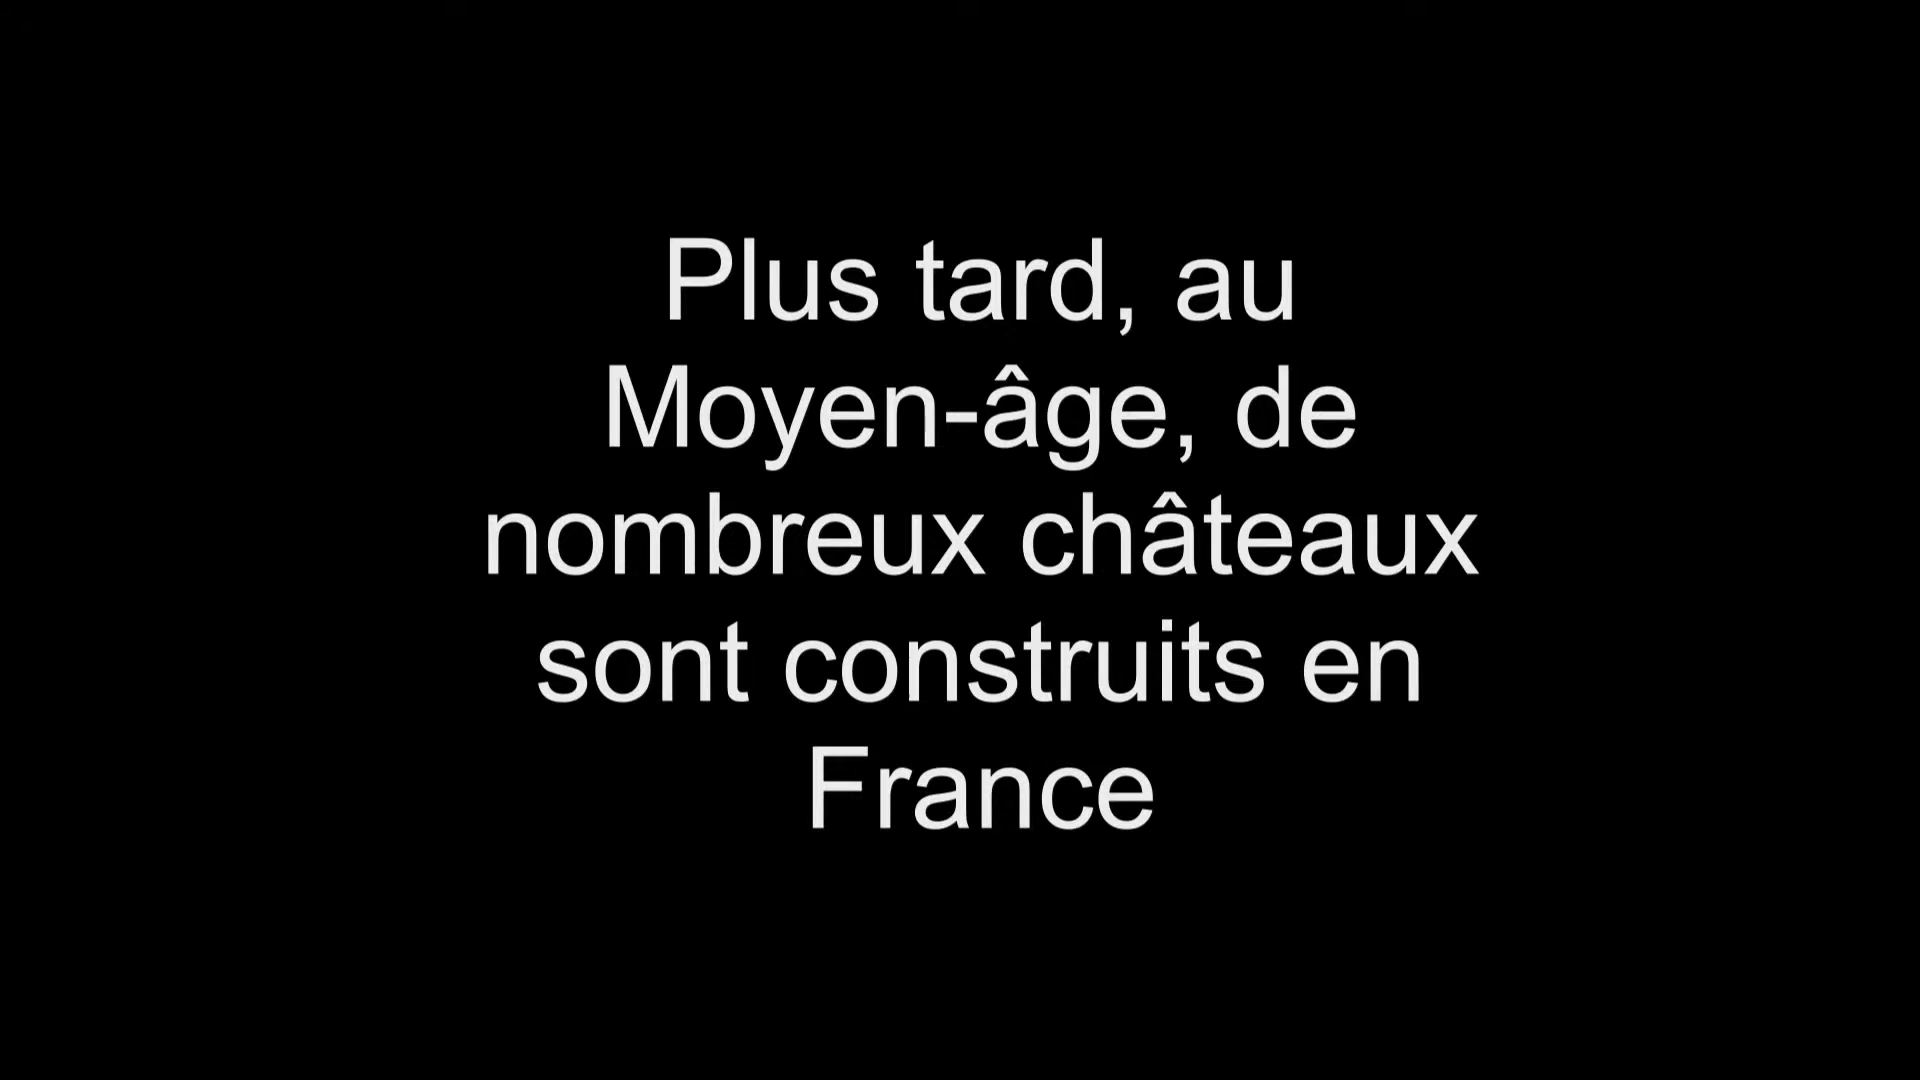 Plus tard, au
Moyen-âge, de
nombreux châteaux
sont construits en
France